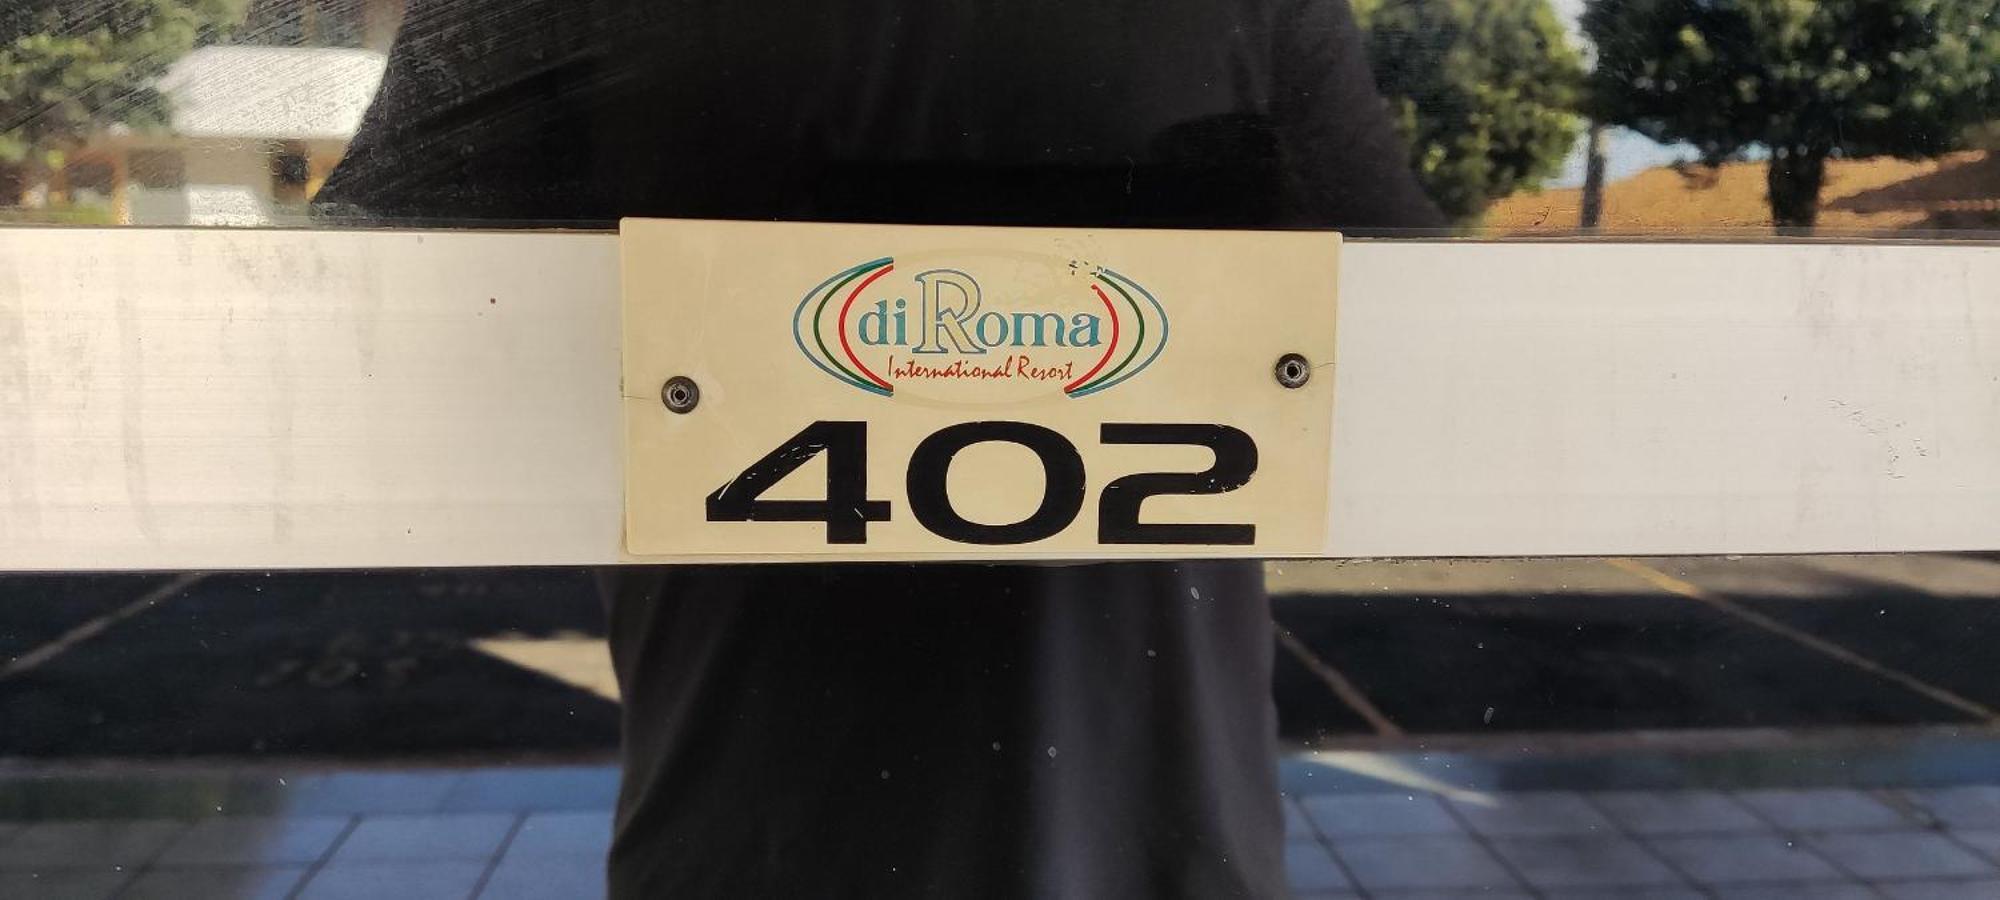 diRoma
International Resort
402